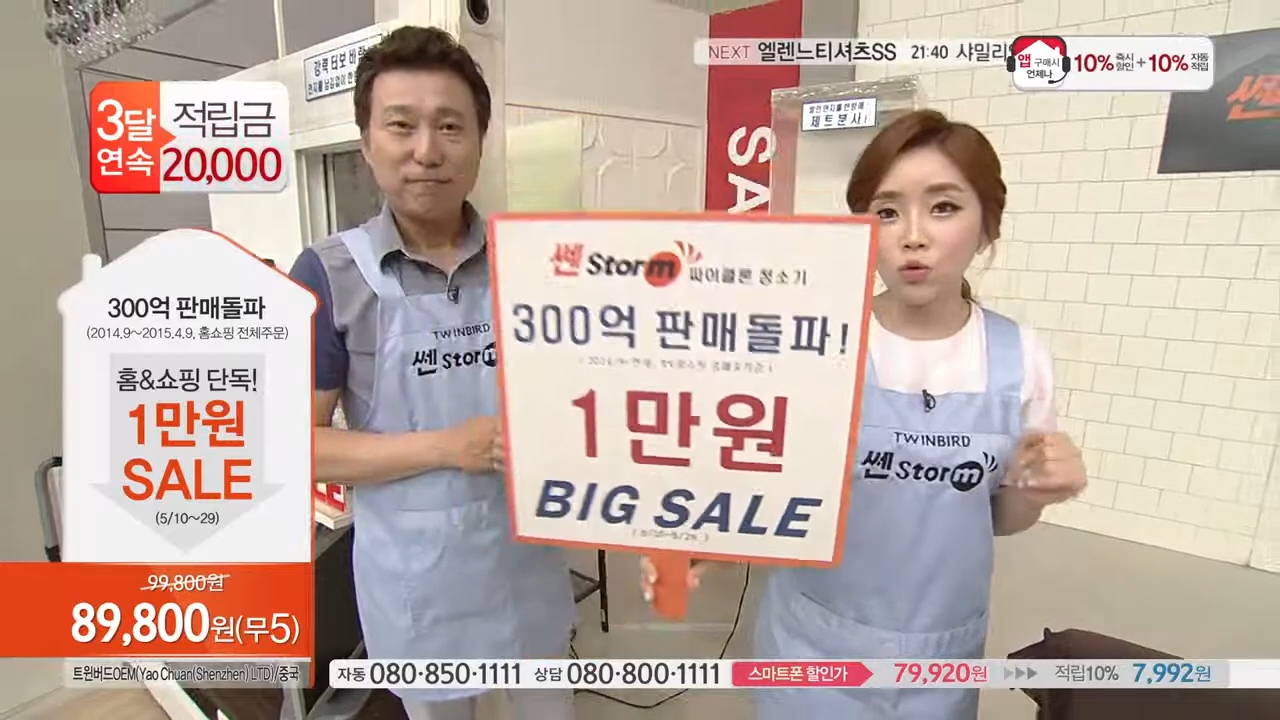 NEXT 엘렌느티셔츠SS 21:40 샤밀리
앱 구매시 언제나
10% 즉시할인 + 10% 자동적립
3달 연속
적립금
20,000
강력 터보
제트분사
SA
300억 판매돌파
(2014.9~2015.4.9, 홈쇼핑 전체주문)
홈&쇼핑 단독!
1만원
SALE
(5/10~29)
99,800원
89,800원(무5)
쎈 Storm 싸이클론 청소기
300억 판매돌파!
1만원
BIG SALE
TWINBIRD
쎈 Storm
TWINBIRD
쎈 Storm
트윈버드OEM(Yao Chuan(Shenzhen) LTD)/중국
자동 080·850·1111 상담 080·800·1111 스마트폰 할인가 79,920원 적립10% 7,992원